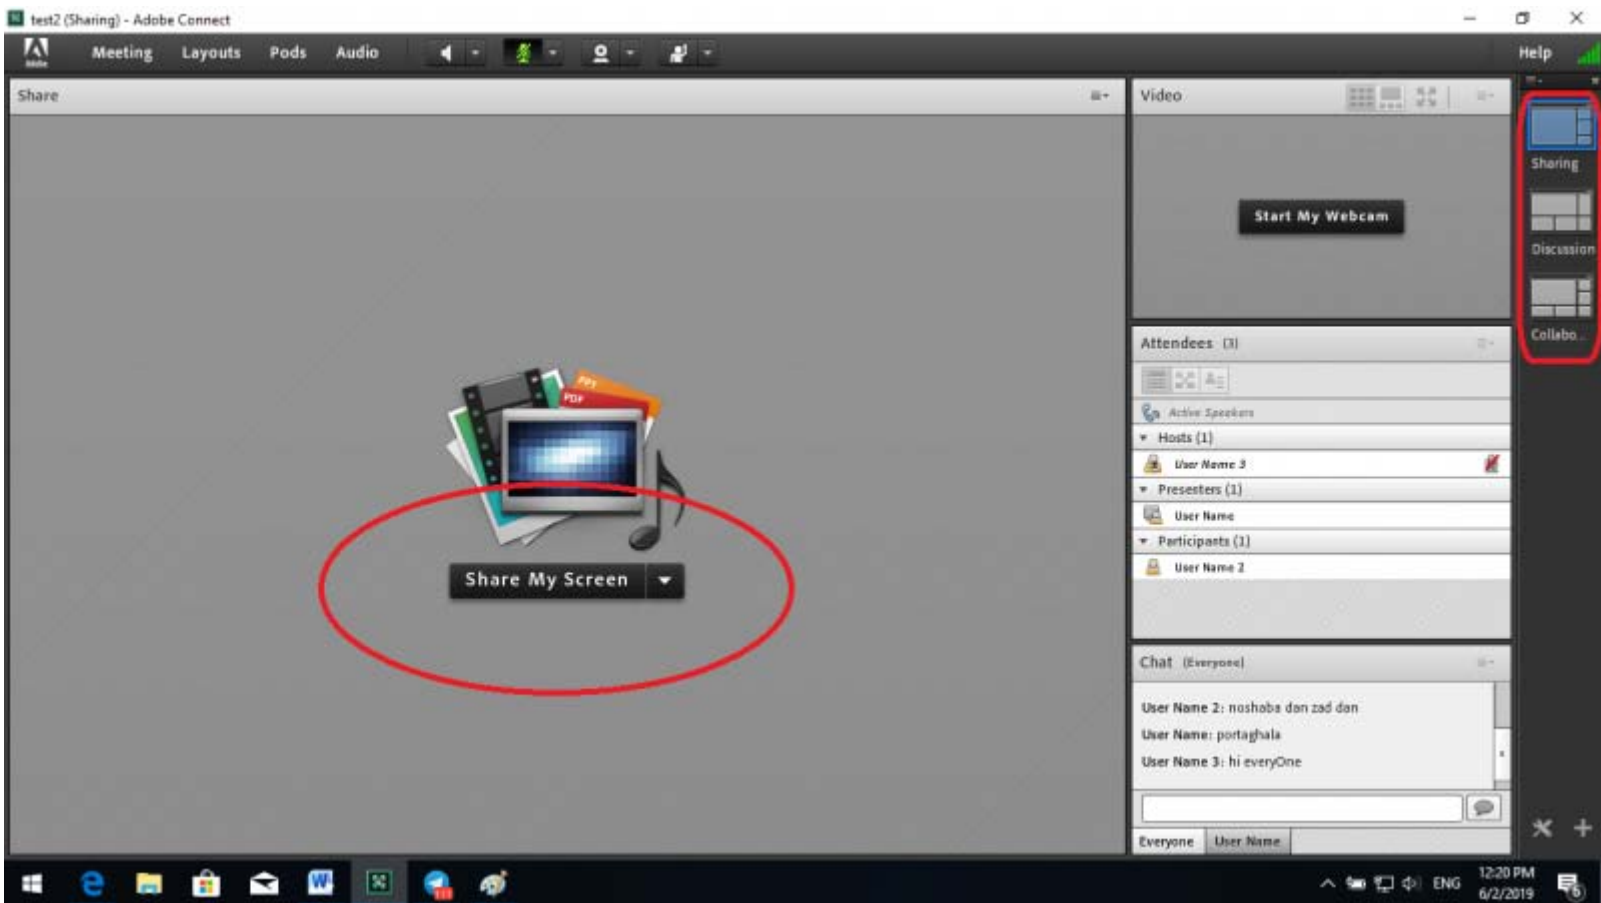 test2 (Sharing) - Adobe Connect
Adobe Meeting Layouts Pods Audio Help
Share
Video
Start My Webcam
Sharing
Discussion
Collabo...
Attendees (3)
Active Speakers
Hosts (1)
User Name 3
Presenters (1)
User Name
Participants (1)
User Name 2
PPT
PDF
Share My Screen
Chat (Everyone)
User Name 2: noshaba dan zad dan
User Name: portaghala
User Name 3: hi everyOne
Everyone User Name
W
ENG
12:20 PM
6/2/2019